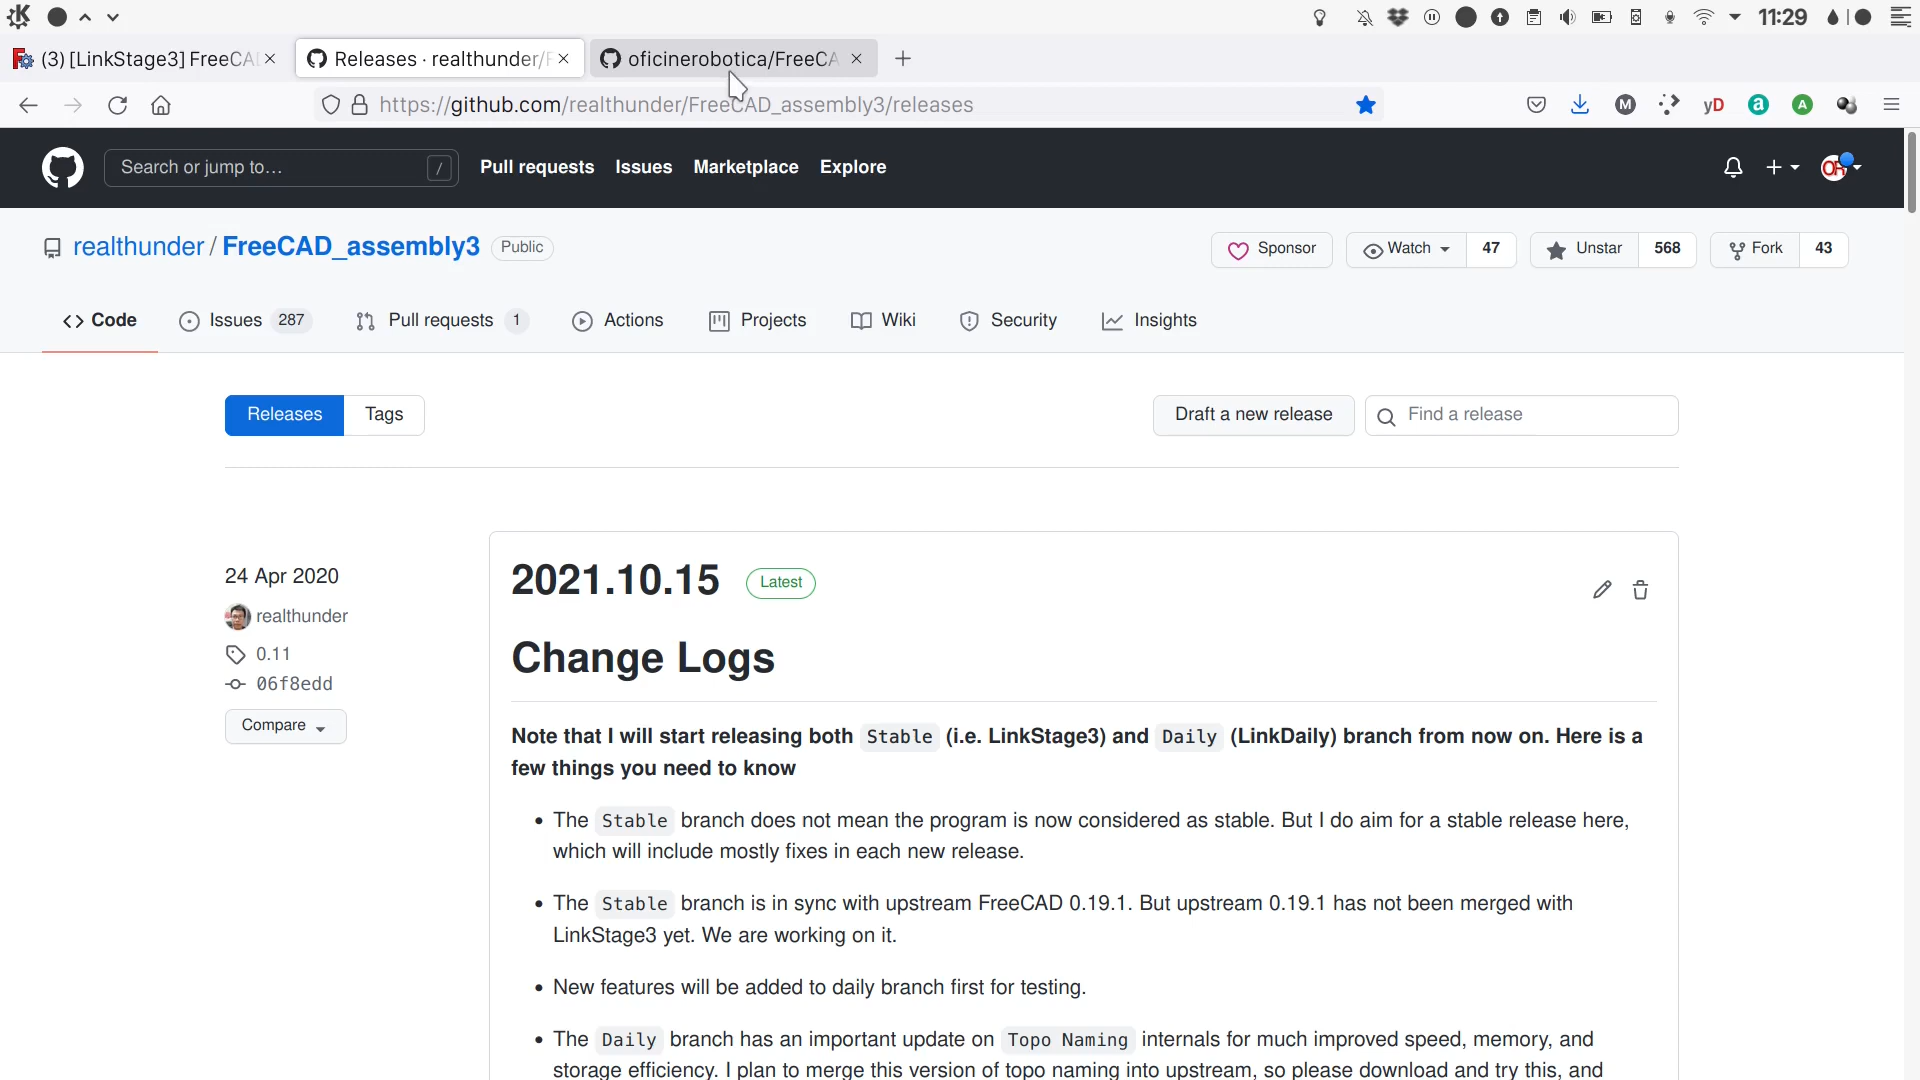 11:29
(3) [LinkStage3] FreeCA
Releases · realthunder/F
oficinerobotica/FreeCA
https://github.com/realthunder/FreeCAD_assembly3/releases
M
yD
a
A
Search or jump to…
/
Pull requests
Issues
Marketplace
Explore
realthunder / FreeCAD_assembly3
Public
Sponsor
Watch
47
Unstar
568
Fork
43
Code
Issues 287
Pull requests 1
Actions
Projects
Wiki
Security
Insights
Releases
Tags
Draft a new release
Find a release
24 Apr 2020
realthunder
0.11
06f8edd
Compare
2021.10.15
Latest
Change Logs
Note that I will start releasing both Stable (i.e. LinkStage3) and Daily (LinkDaily) branch from now on. Here is a
few things you need to know
• The Stable branch does not mean the program is now considered as stable. But I do aim for a stable release here,
which will include mostly fixes in each new release.
• The Stable branch is in sync with upstream FreeCAD 0.19.1. But upstream 0.19.1 has not been merged with
LinkStage3 yet. We are working on it.
• New features will be added to daily branch first for testing.
• The Daily branch has an important update on Topo Naming internals for much improved speed, memory, and
storage efficiency. I plan to merge this version of topo naming into upstream, so please download and try this, and